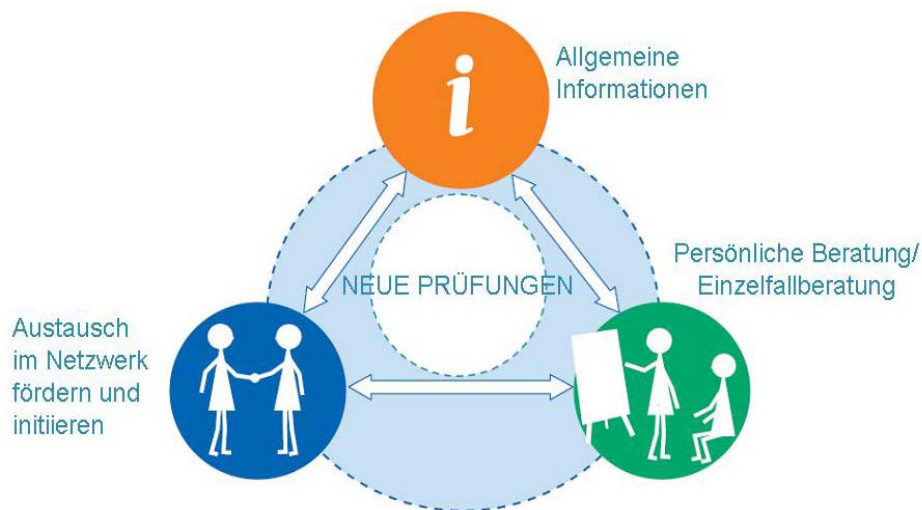 i
Allgemeine
Informationen
NEUE PRÜFUNGEN
Persönliche Beratung/
Einzelfallberatung
Austausch
im Netzwerk
fördern und
initiieren